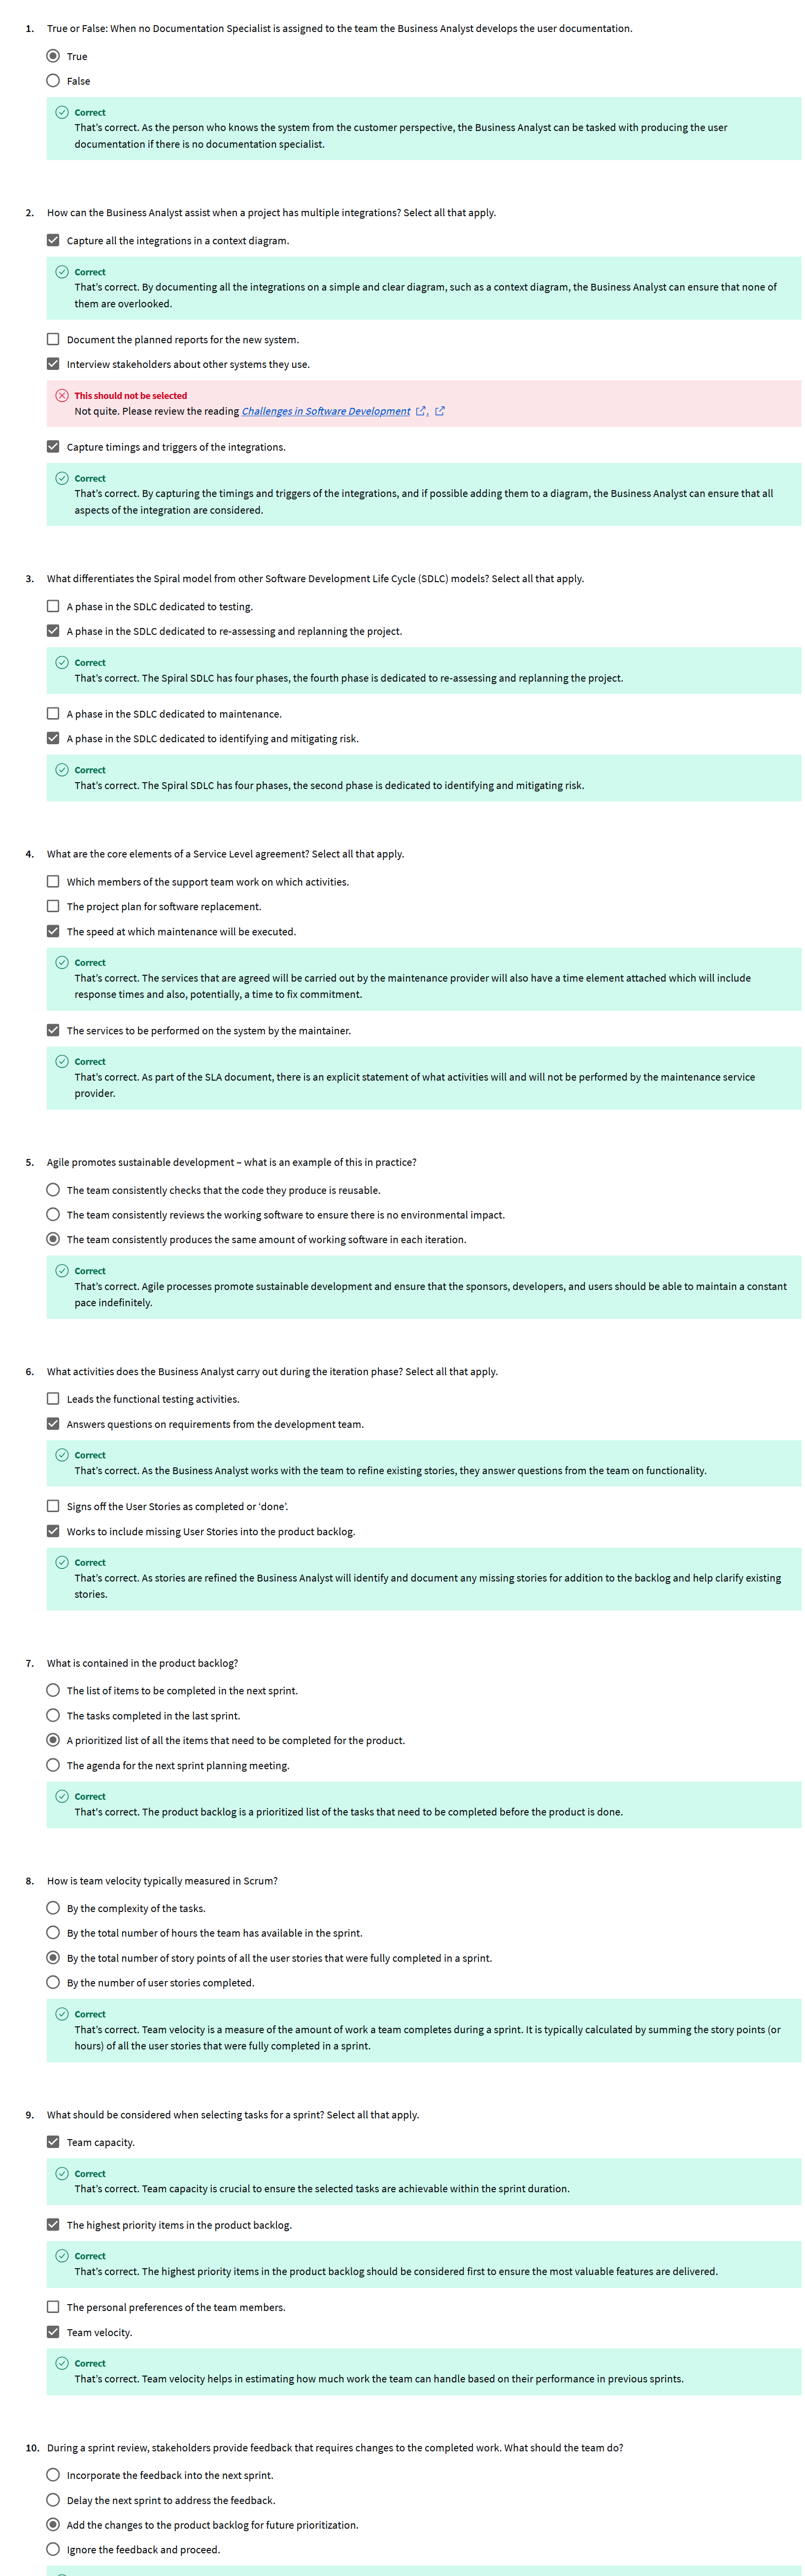 1. True or False: When no Documentation Specialist is assigned to the team the Business Analyst develops the user documentation.
True
False
Correct
That's correct. As the person who knows the system from the customer perspective, the Business Analyst can be tasked with producing the user
documentation if there is no documentation specialist.
2. How can the Business Analyst assist when a project has multiple integrations? Select all that apply.
Capture all the integrations in a context diagram.
Correct
That's correct. By documenting all the integrations on a simple and clear diagram, such as a context diagram, the Business Analyst can ensure that none of
them are overlooked.
Document the planned reports for the new system.
Interview stakeholders about other systems they use.
This should not be selected
Not quite. Please review the reading Challenges in Software Development .
Capture timings and triggers of the integrations.
Correct
That's correct. By capturing the timings and triggers of the integrations, and if possible adding them to a diagram, the Business Analyst can ensure that all
aspects of the integration are considered.
3. What differentiates the Spiral model from other Software Development Life Cycle (SDLC) models? Select all that apply.
A phase in the SDLC dedicated to testing.
A phase in the SDLC dedicated to re-assessing and replanning the project.
Correct
That's correct. The Spiral SDLC has four phases, the fourth phase is dedicated to re-assessing and replanning the project.
A phase in the SDLC dedicated to maintenance.
A phase in the SDLC dedicated to identifying and mitigating risk.
Correct
That's correct. The Spiral SDLC has four phases, the second phase is dedicated to identifying and mitigating risk.
4. What are the core elements of a Service Level agreement? Select all that apply.
Which members of the support team work on which activities.
The project plan for software replacement.
The speed at which maintenance will be executed.
Correct
That's correct. The services that are agreed will be carried out by the maintenance provider will also have a time element attached which will include
response times and also, potentially, a time to fix commitment.
The services to be performed on the system by the maintainer.
Correct
That's correct. As part of the SLA document, there is an explicit statement of what activities will and will not be performed by the maintenance service
provider.
5. Agile promotes sustainable development – what is an example of this in practice?
The team consistently checks that the code they produce is reusable.
The team consistently reviews the working software to ensure there is no environmental impact.
The team consistently produces the same amount of working software in each iteration.
Correct
That's correct. Agile processes promote sustainable development and ensure that the sponsors, developers, and users should be able to maintain a constant
pace indefinitely.
6. What activities does the Business Analyst carry out during the iteration phase? Select all that apply.
Leads the functional testing activities.
Answers questions on requirements from the development team.
Correct
That's correct. As the Business Analyst works with the team to refine existing stories, they answer questions from the team on functionality.
Signs off the User Stories as completed or ‘done’.
Works to include missing User Stories into the product backlog.
Correct
That's correct. As stories are refined the Business Analyst will identify and document any missing stories for addition to the backlog and help clarify existing
stories.
7. What is contained in the product backlog?
The list of items to be completed in the next sprint.
The tasks completed in the last sprint.
A prioritized list of all the items that need to be completed for the product.
The agenda for the next sprint planning meeting.
Correct
That's correct. The product backlog is a prioritized list of the tasks that need to be completed before the product is done.
8. How is team velocity typically measured in Scrum?
By the complexity of the tasks.
By the total number of hours the team has available in the sprint.
By the total number of story points of all the user stories that were fully completed in a sprint.
By the number of user stories completed.
Correct
That's correct. Team velocity is a measure of the amount of work a team completes during a sprint. It is typically calculated by summing the story points (or
hours) of all the user stories that were fully completed in a sprint.
9. What should be considered when selecting tasks for a sprint? Select all that apply.
Team capacity.
Correct
That's correct. Team capacity is crucial to ensure the selected tasks are achievable within the sprint duration.
The highest priority items in the product backlog.
Correct
That's correct. The highest priority items in the product backlog should be considered first to ensure the most valuable features are delivered.
The personal preferences of the team members.
Team velocity.
Correct
That's correct. Team velocity helps in estimating how much work the team can handle based on their performance in previous sprints.
10. During a sprint review, stakeholders provide feedback that requires changes to the completed work. What should the team do?
Incorporate the feedback into the next sprint.
Delay the next sprint to address the feedback.
Add the changes to the product backlog for future prioritization.
Ignore the feedback and proceed.